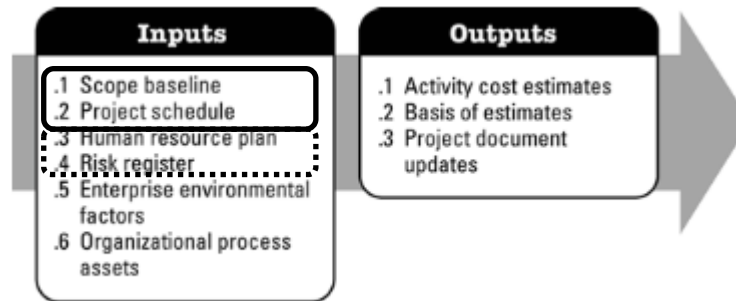 Inputs
.1 Scope baseline
.2 Project schedule
.3 Human resource plan
.4 Risk register
.5 Enterprise environmental
factors
.6 Organizational process
assets
Outputs
.1 Activity cost estimates
.2 Basis of estimates
.3 Project document
updates